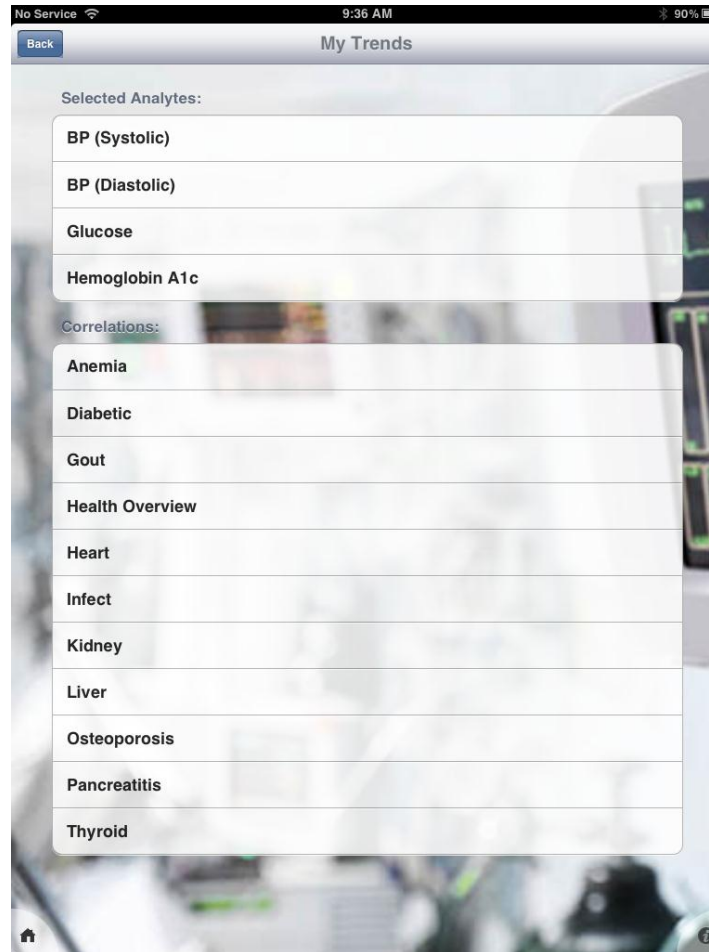 No Service 9:36 AM 90%
Back My Trends
Selected Analytes:
BP (Systolic)
BP (Diastolic)
Glucose
Hemoglobin A1c
Correlations:
Anemia
Diabetic
Gout
Health Overview
Heart
Infect
Kidney
Liver
Osteoporosis
Pancreatitis
Thyroid